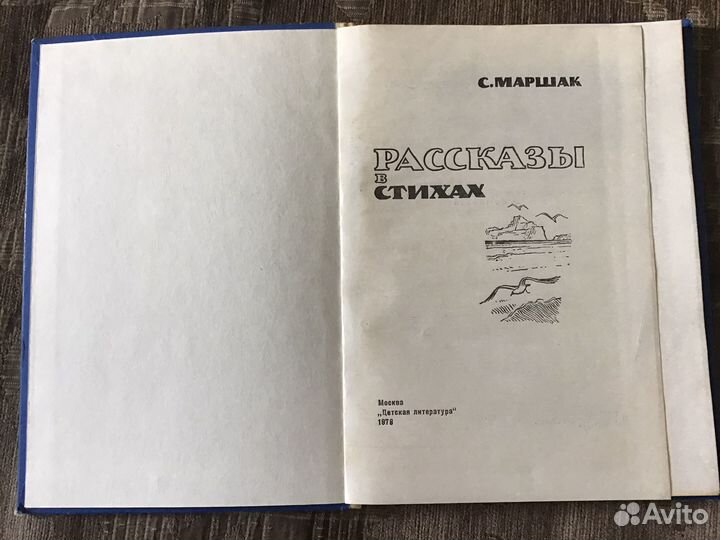 С.МАРШАК
РАССКАЗЫ
В
СТИХАХ
Москва
„Детская литература"
1978
Avito